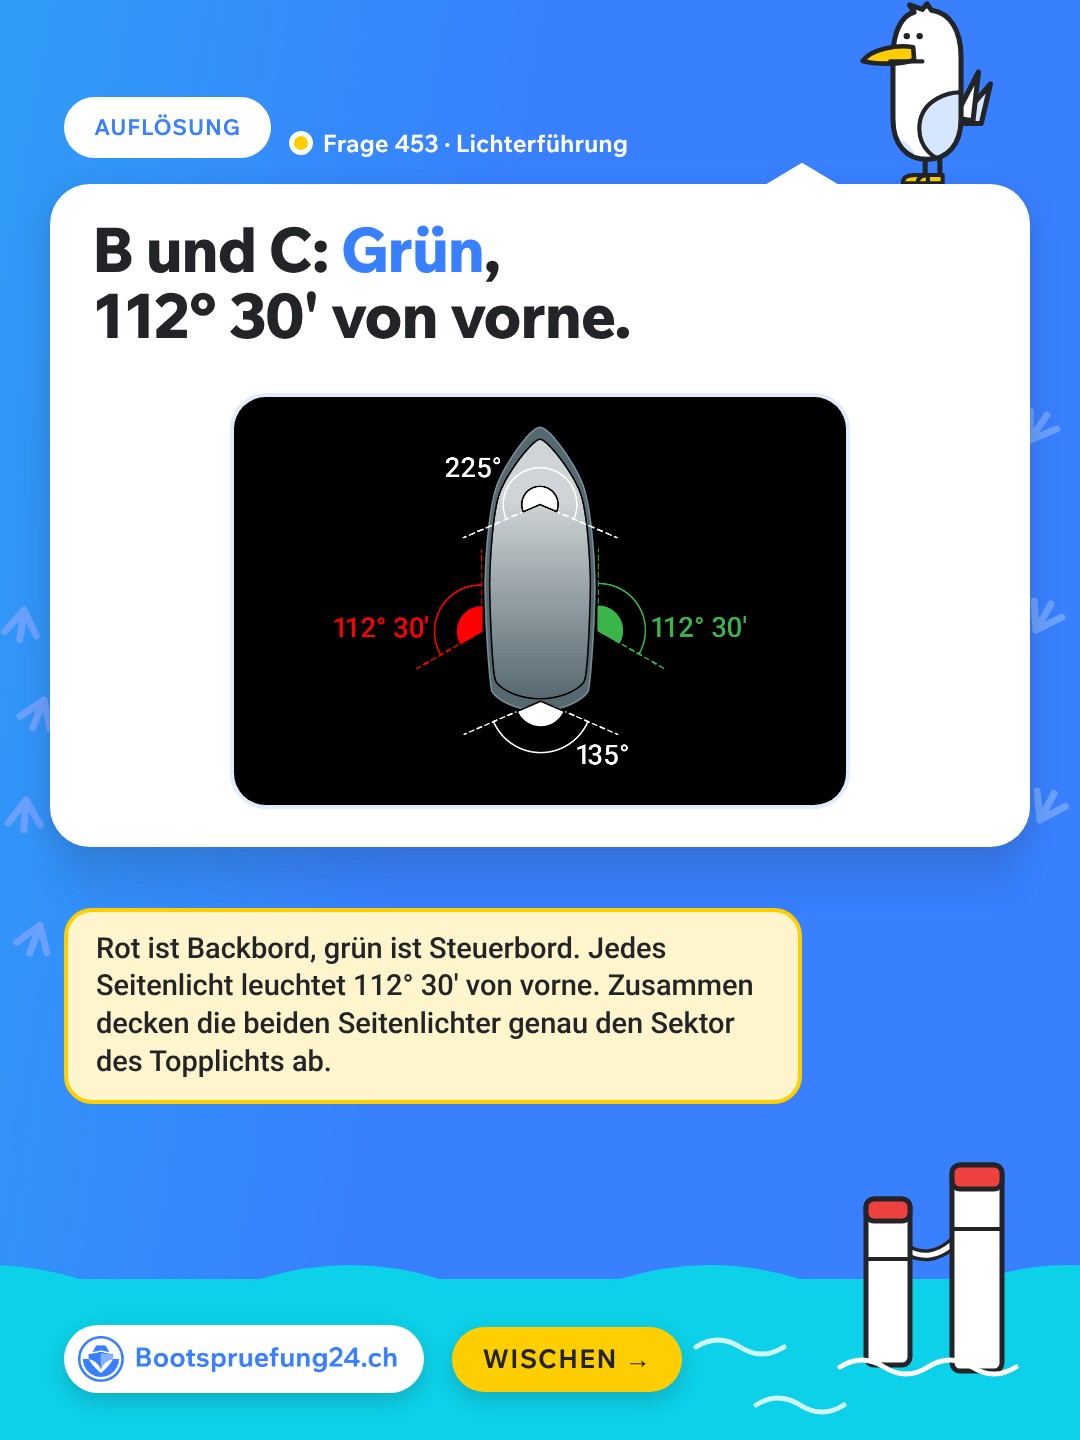 AUFLÖSUNG
Frage 453 · Lichterführung
B und C: Grün,
112° 30' von vorne.
225°
112° 30'
112° 30'
135°
Rot ist Backbord, grün ist Steuerbord. Jedes
Seitenlicht leuchtet 112° 30' von vorne. Zusammen
decken die beiden Seitenlichter genau den Sektor
des Topplichts ab.
Bootspruefung24.ch
WISCHEN →